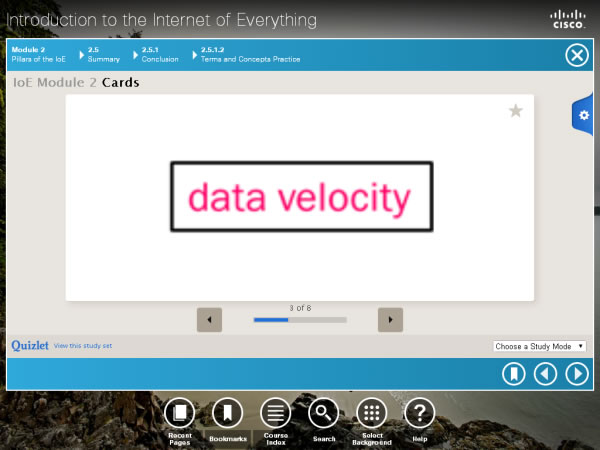 Introduction to the Internet of Everything
CISCO
Module 2
Pillars of the IoE
2.5
Summary
2.5.1
Conclusion
2.5.1.2
Terms and Concepts Practice
IoE Module 2 Cards
data velocity
3 of 8
Quizlet View this study set
Choose a Study Mode
Recent Pages
Bookmarks
Course Index
Search
Select Background
Help